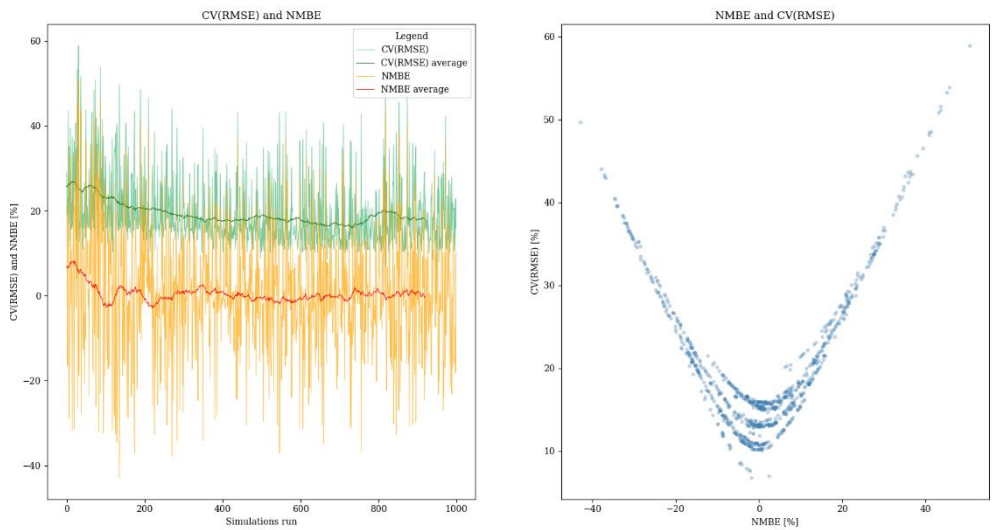 CV(RMSE) and NMBE
CV(RMSE) and NMBE [%]
60
40
20
0
−20
−40
Legend
CV(RMSE)
CV(RMSE) average
NMBE
NMBE average
0
200
400
600
800
1000
Simulations run
NMBE and CV(RMSE)
CV(RMSE) [%]
60
50
40
30
20
10
−40
−20
0
20
40
NMBE [%]